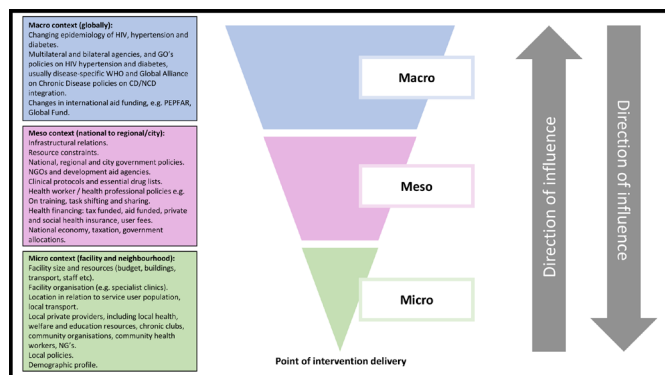 Macro context (globally):
Changing epidemiology of HIV, hypertension and
diabetes.
Multilateral and bilateral agencies, and GO's
policies on HIV hypertension and diabetes,
usually disease-specific WHO and Global Alliance
on Chronic Disease policies on CD/NCD
integration.
Changes in international aid funding, e.g. PEPFAR,
Global Fund.
Meso context (national to regional/city):
Infrastructural relations.
Resource constraints.
National, regional and city government policies.
NGOs and development aid agencies.
Clinical protocols and essential drug lists.
Health worker / health professional policies e.g.
On training, task shifting and sharing.
Health financing: tax funded, aid funded, private
and social health insurance, user fees.
National economy, taxation, government
allocations.
Micro context (facility and neighbourhood):
Facility size and resources (budget, buildings,
transport, staff etc).
Facility organisation (e.g. specialist clinics).
Location in relation to service user population,
local transport.
Local private providers, including local health,
welfare and education resources, chronic clubs,
community organisations, community health
workers, NG's.
Local policies.
Demographic profile.
Macro
Meso
Micro
Point of intervention delivery
Direction of influence
Direction of influence